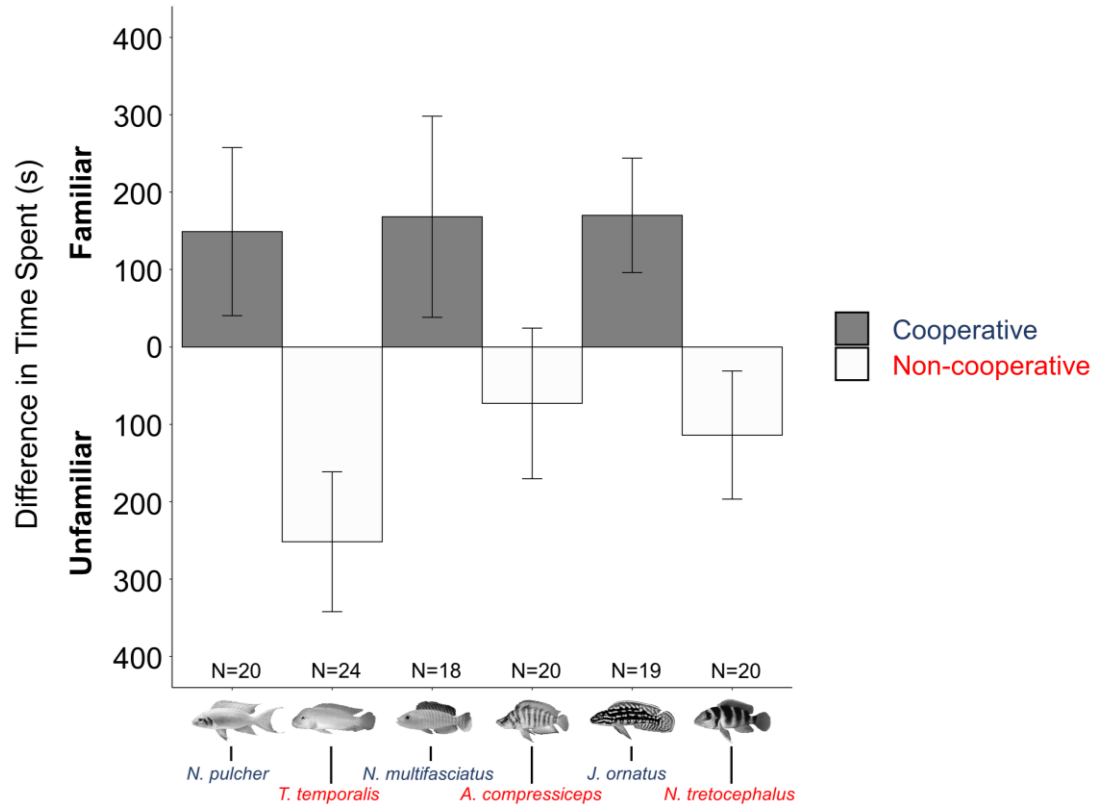 Difference in Time Spent (s)
Familiar
Unfamiliar
400
300
200
100
0
100
200
300
400
N=20
N=24
N=18
N=20
N=19
N=20
N. pulcher
T. temporalis
N. multifasciatus
A. compressiceps
J. ornatus
N. tretocephalus
Cooperative
Non-cooperative